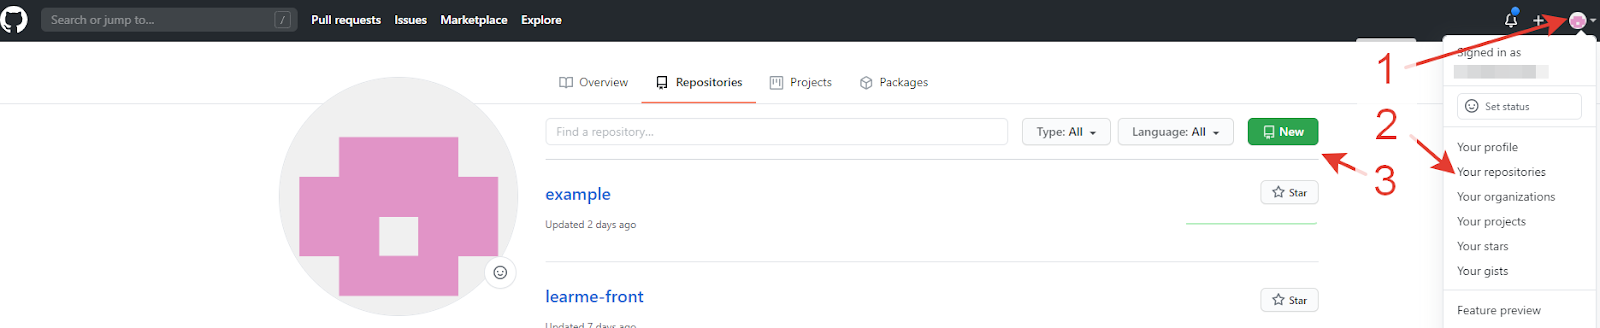 Search or jump to... /
Pull requests Issues Marketplace Explore
1
Signed in as
Overview Repositories Projects Packages
Set status
Find a repository... Type: All Language: All New
2
Your profile
3
Your repositories
example Star
Your organizations
Updated 2 days ago
Your projects
Your stars
Your gists
learme-front Star
Feature preview
Updated 7 days ago